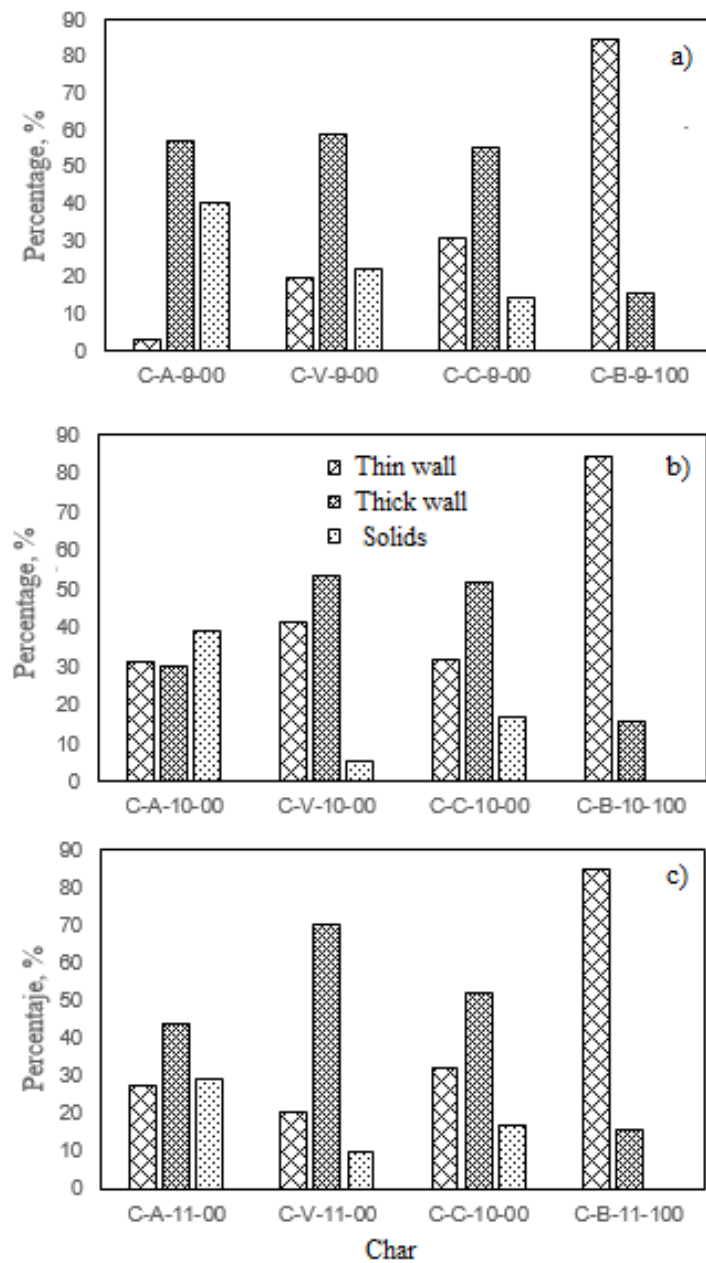 90
80
70
60
50
40
30
20
10
0
Percentage, %
a)
C-A-9-00 C-V-9-00 C-C-9-00 C-B-9-100
90
80
70
60
50
40
30
20
10
0
Percentage, %
b)
Thin wall
Thick wall
Solids
C-A-10-00 C-V-10-00 C-C-10-00 C-B-10-100
90
80
70
60
50
40
30
20
10
0
Percentaje, %
c)
C-A-11-00 C-V-11-00 C-C-10-00 C-B-11-100
Char